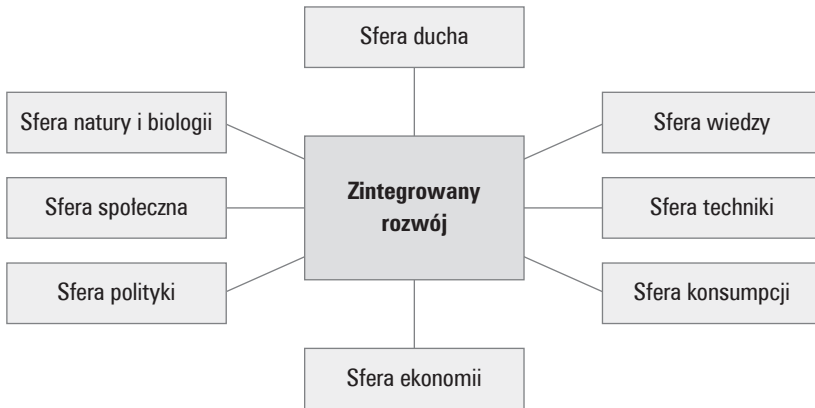 Sfera ducha
Sfera natury i biologii
Sfera wiedzy
Zintegrowany
rozwój
Sfera społeczna
Sfera techniki
Sfera polityki
Sfera konsumpcji
Sfera ekonomii